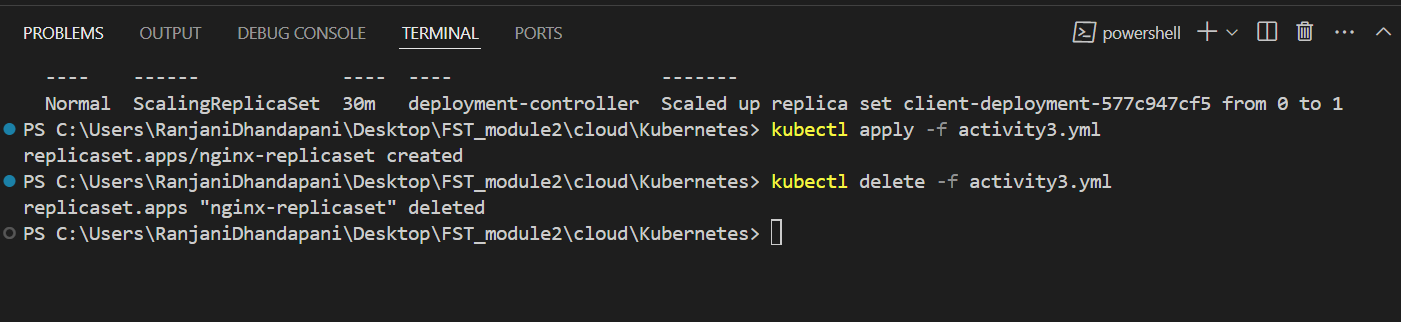 PROBLEMS OUTPUT DEBUG CONSOLE TERMINAL PORTS powershell
---- ------ ---- ---- -------
Normal ScalingReplicaSet 30m deployment-controller Scaled up replica set client-deployment-577c947cf5 from 0 to 1
PS C:\Users\RanjaniDhandapani\Desktop\FST_module2\cloud\Kubernetes> kubectl apply -f activity3.yml
replicaset.apps/nginx-replicaset created
PS C:\Users\RanjaniDhandapani\Desktop\FST_module2\cloud\Kubernetes> kubectl delete -f activity3.yml
replicaset.apps "nginx-replicaset" deleted
PS C:\Users\RanjaniDhandapani\Desktop\FST_module2\cloud\Kubernetes>